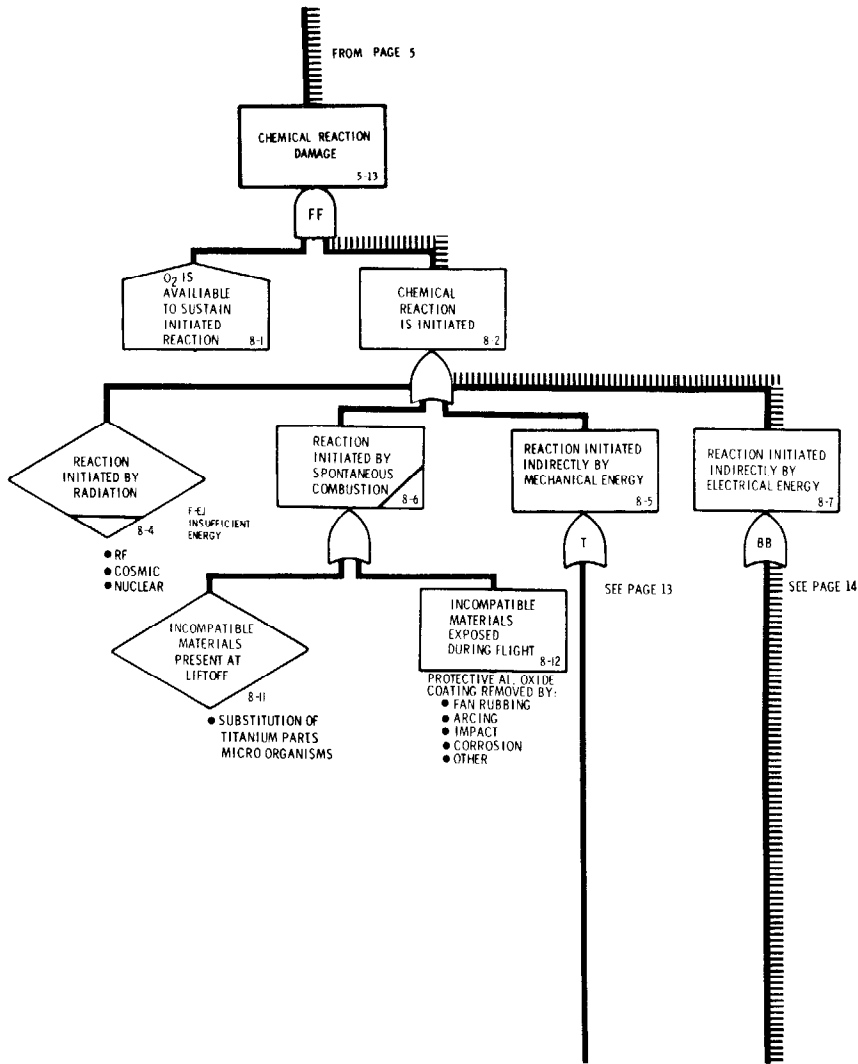 FROM PAGE 5
CHEMICAL REACTION
DAMAGE
5-13
FF
O2 IS
AVAILIABLE
TO SUSTAIN
INITIATED
REACTION
8-1
CHEMICAL
REACTION
IS INITIATED
8-2
REACTION
INITIATED BY
RADIATION
8-4
INSUFFICIENT
ENERGY
● RF
● COSMIC
● NUCLEAR
REACTION
INITIATED BY
SPONTANEOUS
COMBUSTION
8-6
REACTION INITIATED
INDIRECTLY BY
MECHANICAL ENERGY
8-5
REACTION INITIATED
INDIRECTLY BY
ELECTRICAL ENERGY
8-7
T
BB
SEE PAGE 13
SEE PAGE 14
INCOMPATIBLE
MATERIALS
PRESENT AT
LIFTOFF
8-11
● SUBSTITUTION OF
TITANIUM PARTS
MICRO ORGANISMS
INCOMPATIBLE
MATERIALS
EXPOSED
DURING FLIGHT
8-12
PROTECTIVE AL. OXIDE
COATING REMOVED BY:
● FAN RUBBING
● ARCING
● IMPACT
● CORROSION
● OTHER